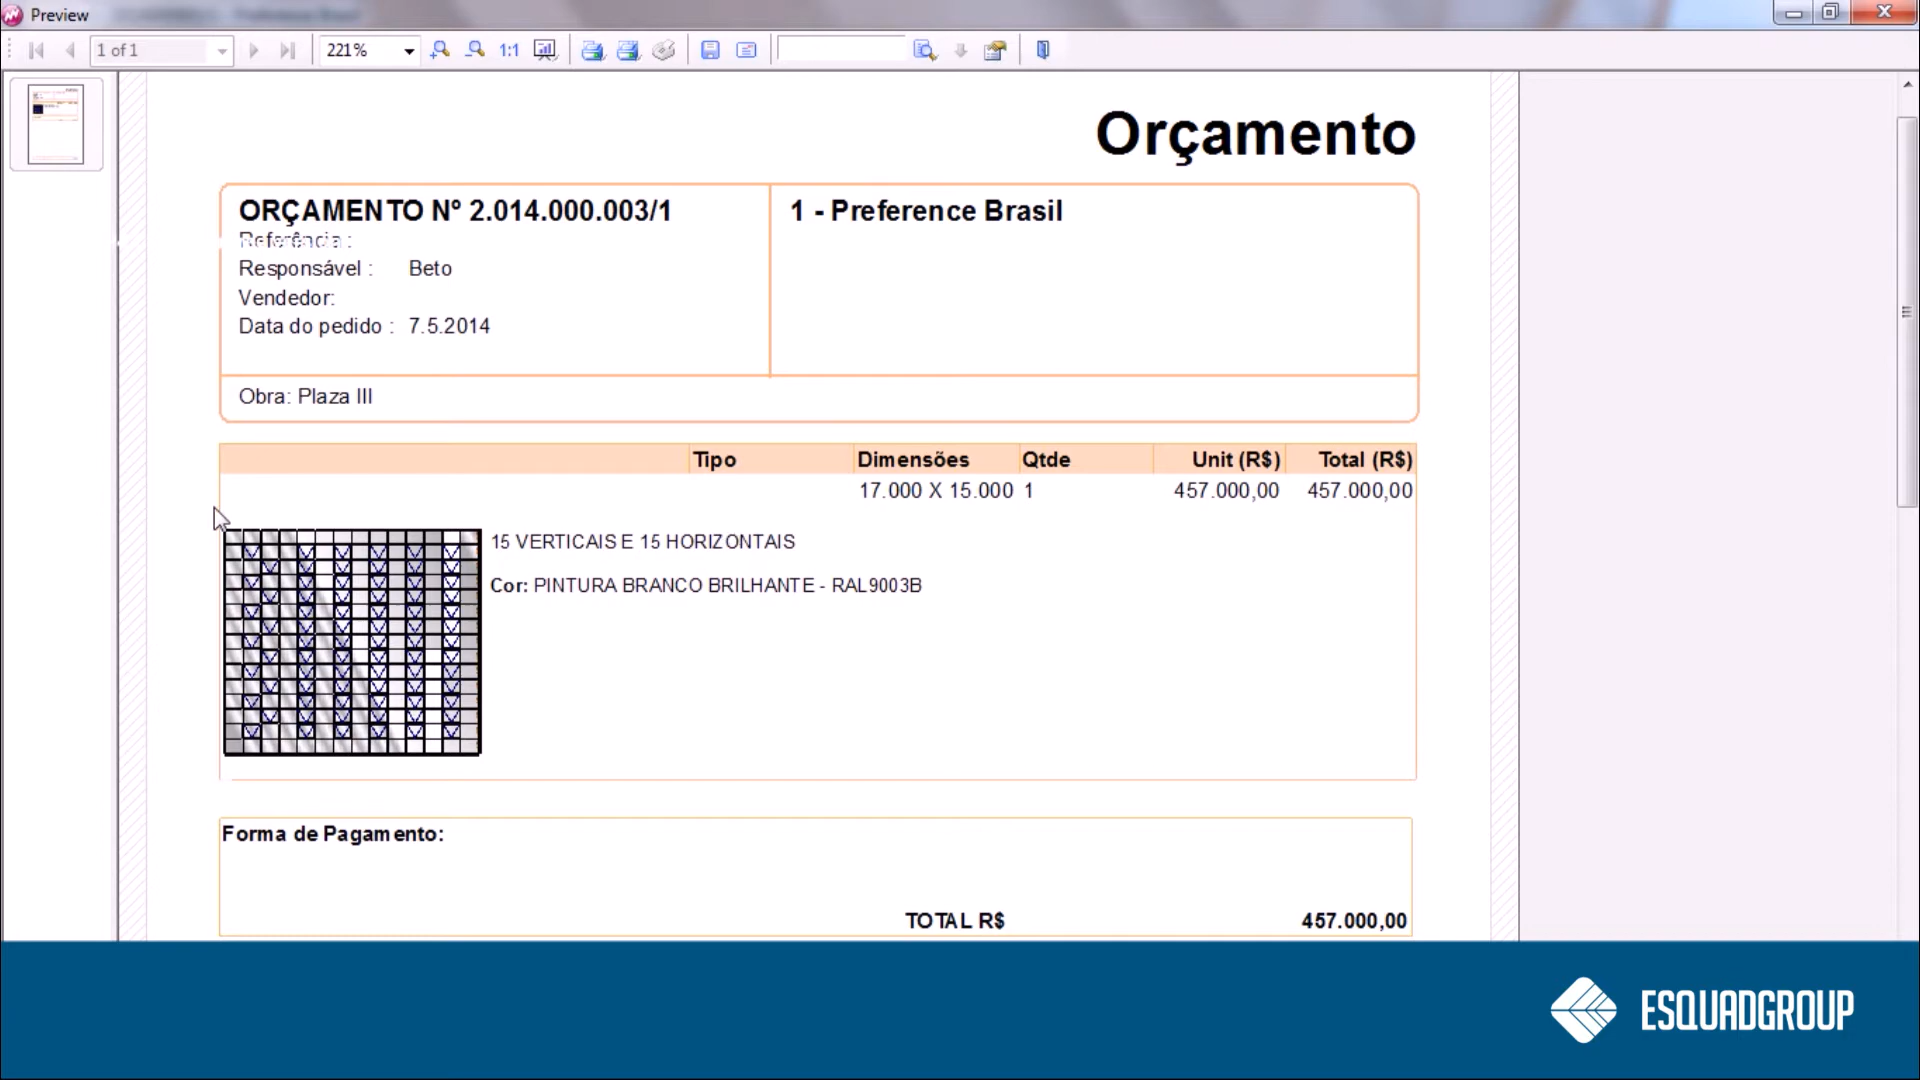 Preview
1 of 1
221%
1:1
Orçamento
ORÇAMENTO Nº 2.014.000.003/1
1 - Preference Brasil
Referência :
Responsável : Beto
Vendedor:
Data do pedido : 7.5.2014
Obra: Plaza III
Tipo Dimensões Qtde Unit (R$) Total (R$)
17.000 X 15.000 1 457.000,00 457.000,00
15 VERTICAIS E 15 HORIZONTAIS
Cor: PINTURA BRANCO BRILHANTE - RAL9003B
Forma de Pagamento:
TOTAL R$ 457.000,00
ESQUADGROUP